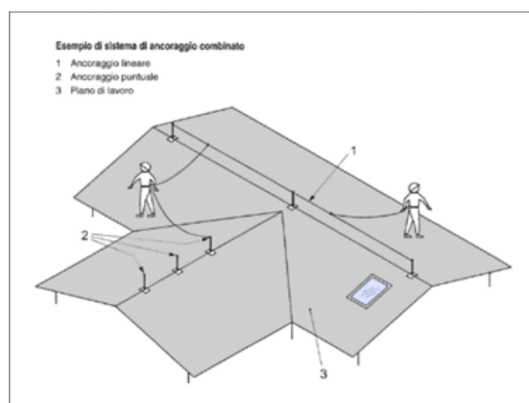 Esempio di sistema di ancoraggio combinato
1 Ancoraggio lineare
2 Ancoraggio puntuale
3 Piano di lavoro
1
2
3